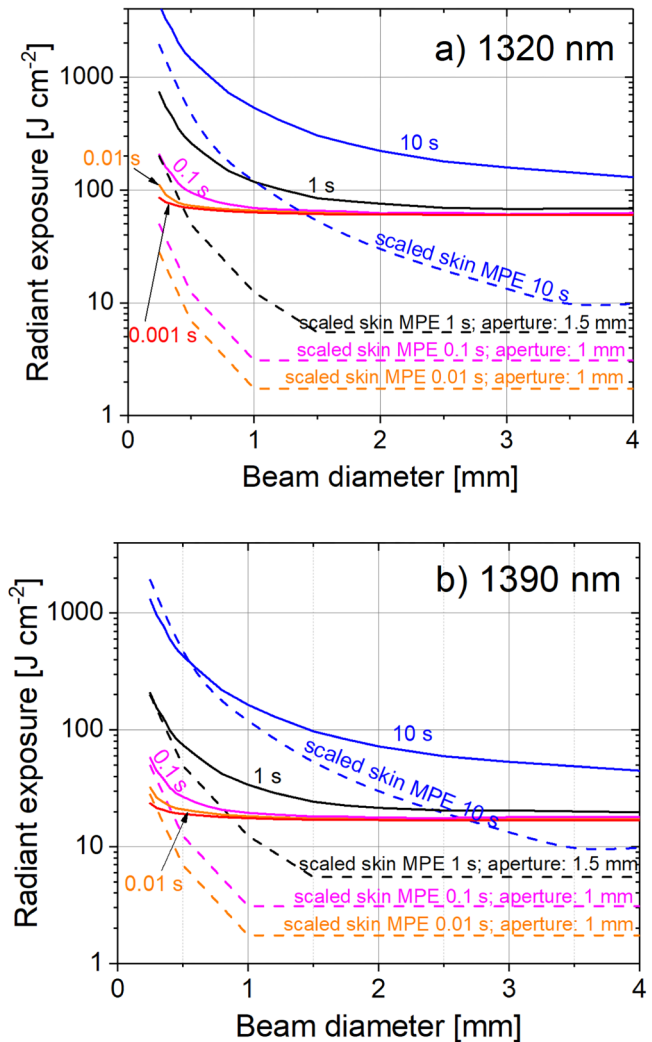 a) 1320 nm
Radiant exposure [J cm-2]
1000
100
10
1
0.01 s
0.1 s
10 s
1 s
0.001 s
scaled skin MPE 10 s
scaled skin MPE 1 s; aperture: 1.5 mm
scaled skin MPE 0.1 s; aperture: 1 mm
scaled skin MPE 0.01 s; aperture: 1 mm
0 1 2 3 4
Beam diameter [mm]
b) 1390 nm
Radiant exposure [J cm-2]
1000
100
10
1
10 s
0.1 s
1 s
0.01 s
scaled skin MPE 10 s
scaled skin MPE 1 s; aperture: 1.5 mm
scaled skin MPE 0.1 s; aperture: 1 mm
scaled skin MPE 0.01 s; aperture: 1 mm
0 1 2 3 4
Beam diameter [mm]